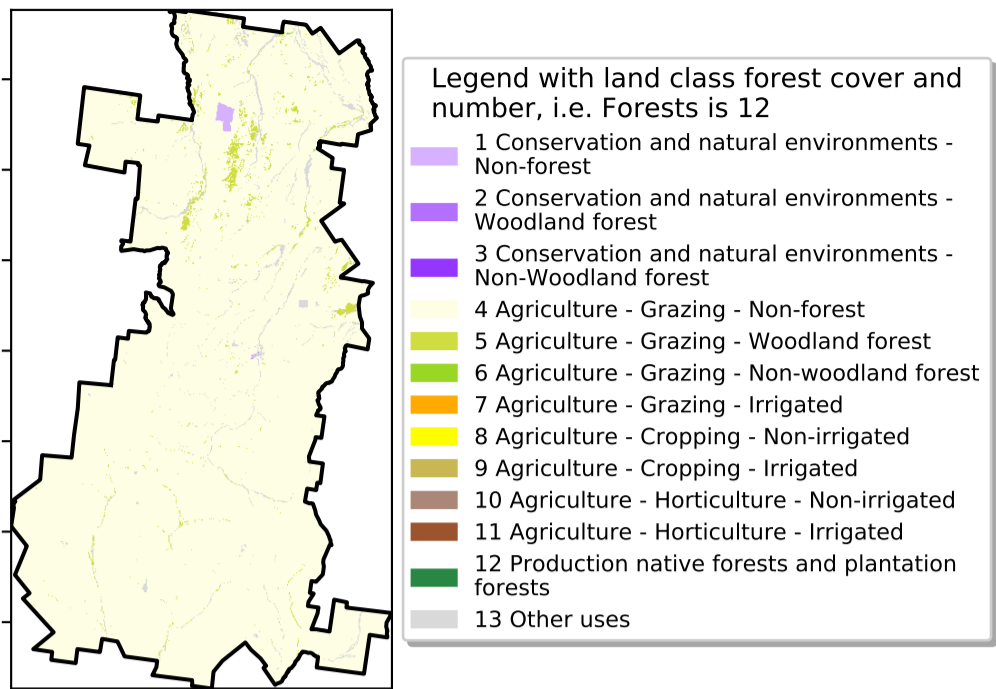 Legend with land class forest cover and
number, i.e. Forests is 12
1 Conservation and natural environments -
Non-forest
2 Conservation and natural environments -
Woodland forest
3 Conservation and natural environments -
Non-Woodland forest
4 Agriculture - Grazing - Non-forest
5 Agriculture - Grazing - Woodland forest
6 Agriculture - Grazing - Non-woodland forest
7 Agriculture - Grazing - Irrigated
8 Agriculture - Cropping - Non-irrigated
9 Agriculture - Cropping - Irrigated
10 Agriculture - Horticulture - Non-irrigated
11 Agriculture - Horticulture - Irrigated
12 Production native forests and plantation
forests
13 Other uses